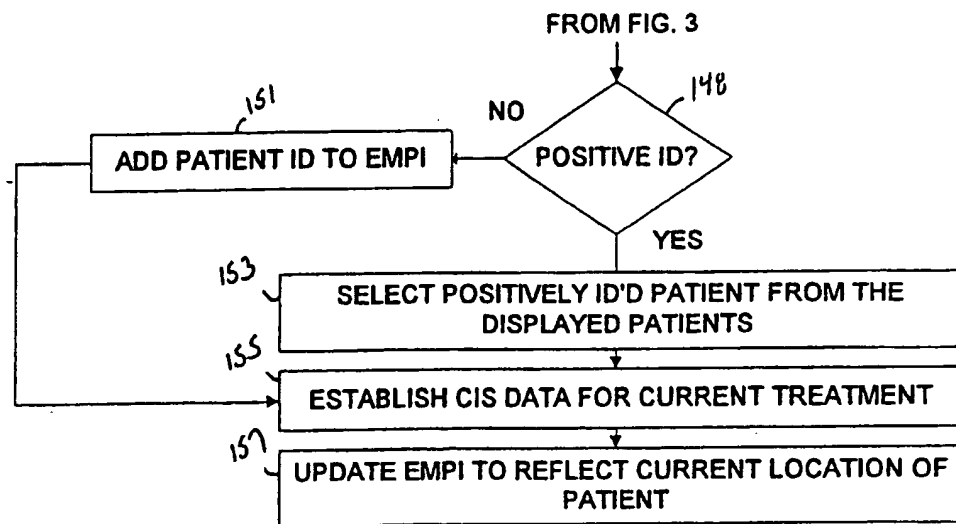 FROM FIG. 3
148
NO
151
POSITIVE ID?
ADD PATIENT ID TO EMPI
YES
153
SELECT POSITIVELY ID'D PATIENT FROM THE
DISPLAYED PATIENTS
155
ESTABLISH CIS DATA FOR CURRENT TREATMENT
157
UPDATE EMPI TO REFLECT CURRENT LOCATION OF
PATIENT